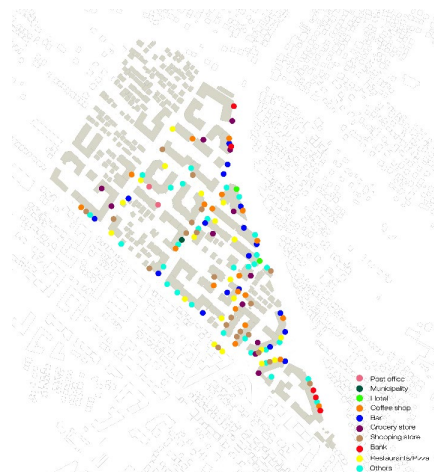 Post office
Municipality
Hotel
Coffee shop
Bar
Grocery store
Shopping store
Bank
Restaurants/Pizza
Others